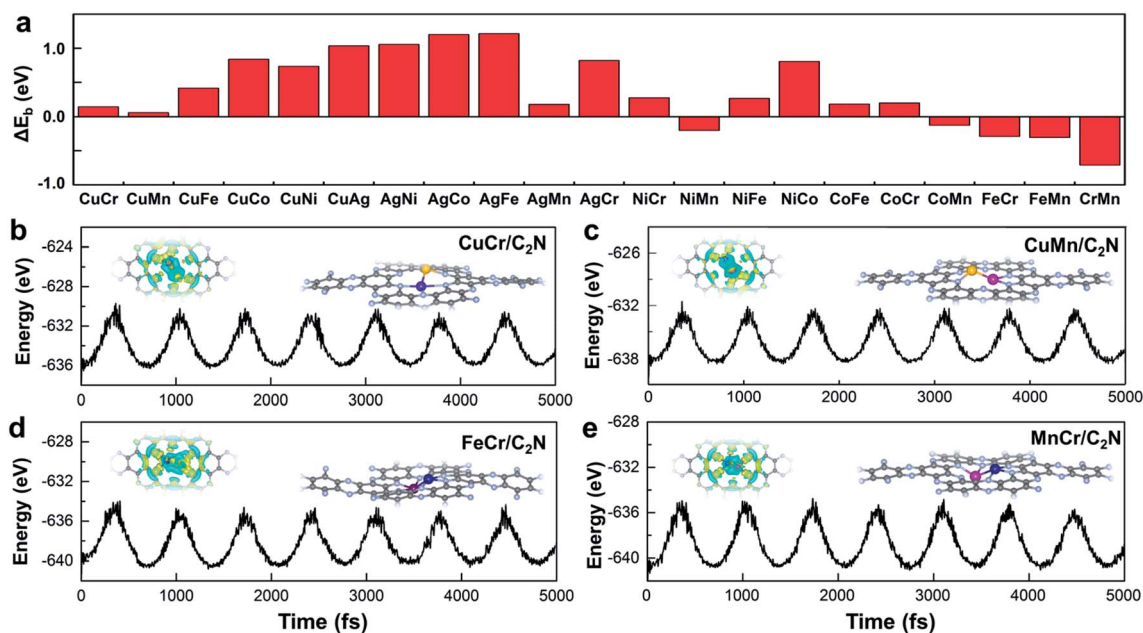 a
ΔE_b (eV)
1.0
0.0
-1.0
CuCr CuMn CuFe CuCo CuNi CuAg AgNi AgCo AgFe AgMn AgCr NiCr NiMn NiFe NiCo CoFe CoCr CoMn FeCr FeMn CrMn
b
CuCr/C₂N
Energy (eV)
-624
-628
-632
-636
0 1000 2000 3000 4000 5000
c
CuMn/C₂N
Energy (eV)
-626
-632
-638
0 1000 2000 3000 4000 5000
d
FeCr/C₂N
Energy (eV)
-628
-632
-636
-640
0 1000 2000 3000 4000 5000
Time (fs)
e
MnCr/C₂N
Energy (eV)
-628
-632
-636
-640
0 1000 2000 3000 4000 5000
Time (fs)